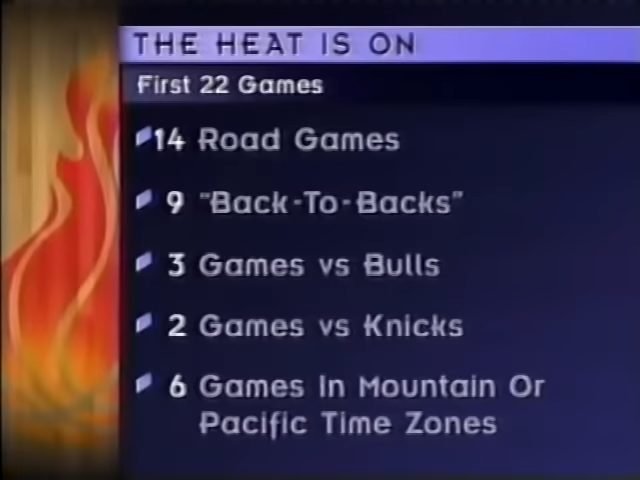 THE HEAT IS ON
First 22 Games
14 Road Games
9 "Back-To-Backs"
3 Games vs Bulls
2 Games vs Knicks
6 Games In Mountain Or
Pacific Time Zones